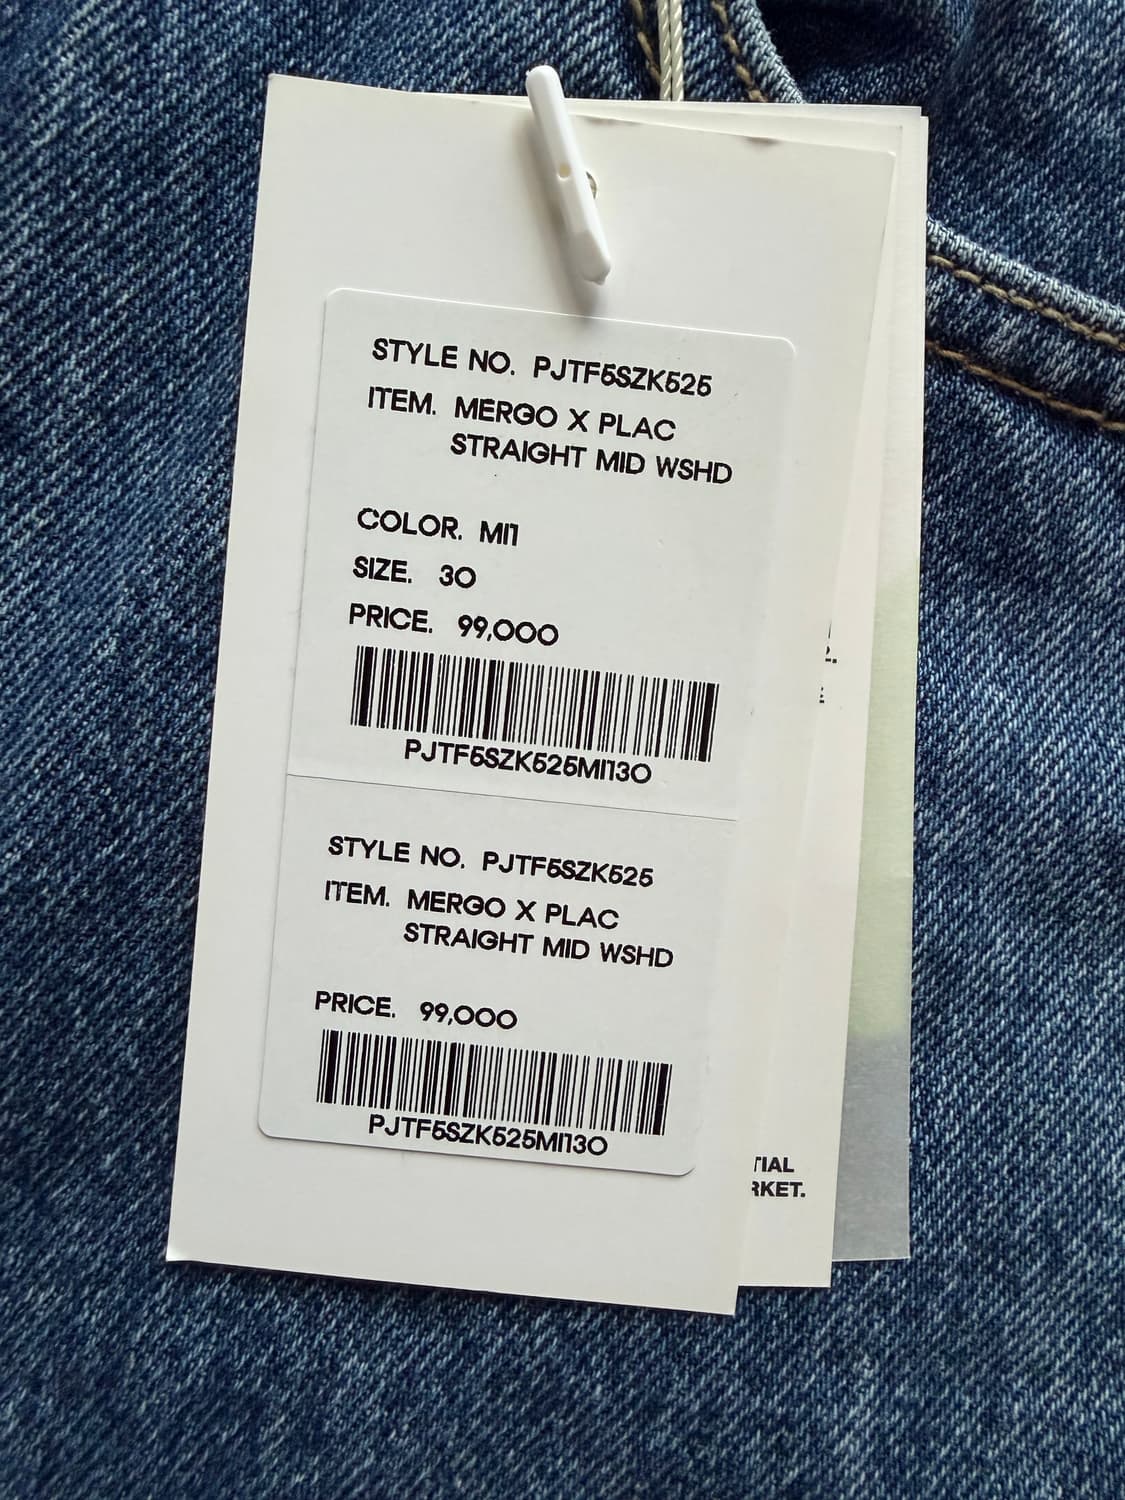 STYLE NO. PJTF5SZK525
ITEM. MERGO X PLAC
STRAIGHT MID WSHD
COLOR. MI1
SIZE. 30
PRICE. 99,000
PJTF5SZK525MI130
STYLE NO. PJTF5SZK525
ITEM. MERGO X PLAC
STRAIGHT MID WSHD
PRICE. 99,000
PJTF5SZK525MI130
TIAL
RKET.